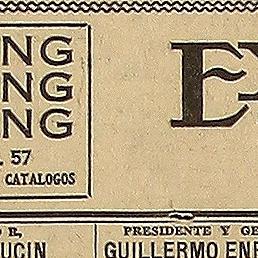 NG
NG
NG
. 57
CATALOGOS
E
PRESIDENTE Y GE
UCIN
GUILLERMO ENR